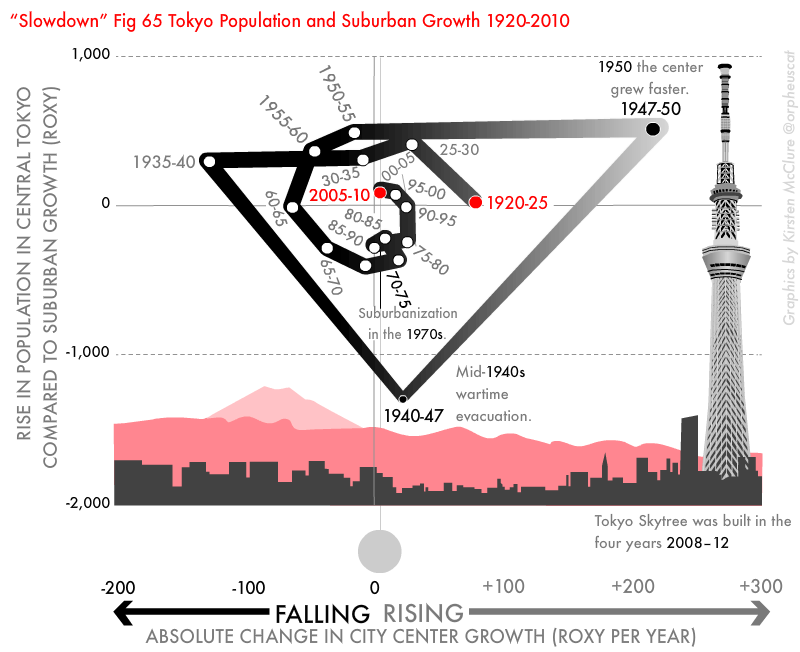 “Slowdown” Fig 65 Tokyo Population and Suburban Growth 1920-2010
RISE IN POPULATION IN CENTRAL TOKYO
COMPARED TO SUBURBAN GROWTH (ROXY)
1,000
0
-1,000
-2,000
1950 the center
grew faster.
1947-50
1950-55
1955-60
1935-40
30-35
25-30
00-05
2005-10
95-00
1920-25
60-65
80-85
90-95
85-90
75-80
65-70
70-75
Suburbanization
in the 1970s.
Mid-1940s
wartime
evacuation.
1940-47
Graphics by Kirsten McClure @orpheuscat
Tokyo Skytree was built in the
four years 2008–12
-200
-100
0
+100
+200
+300
FALLING RISING
ABSOLUTE CHANGE IN CITY CENTER GROWTH (ROXY PER YEAR)